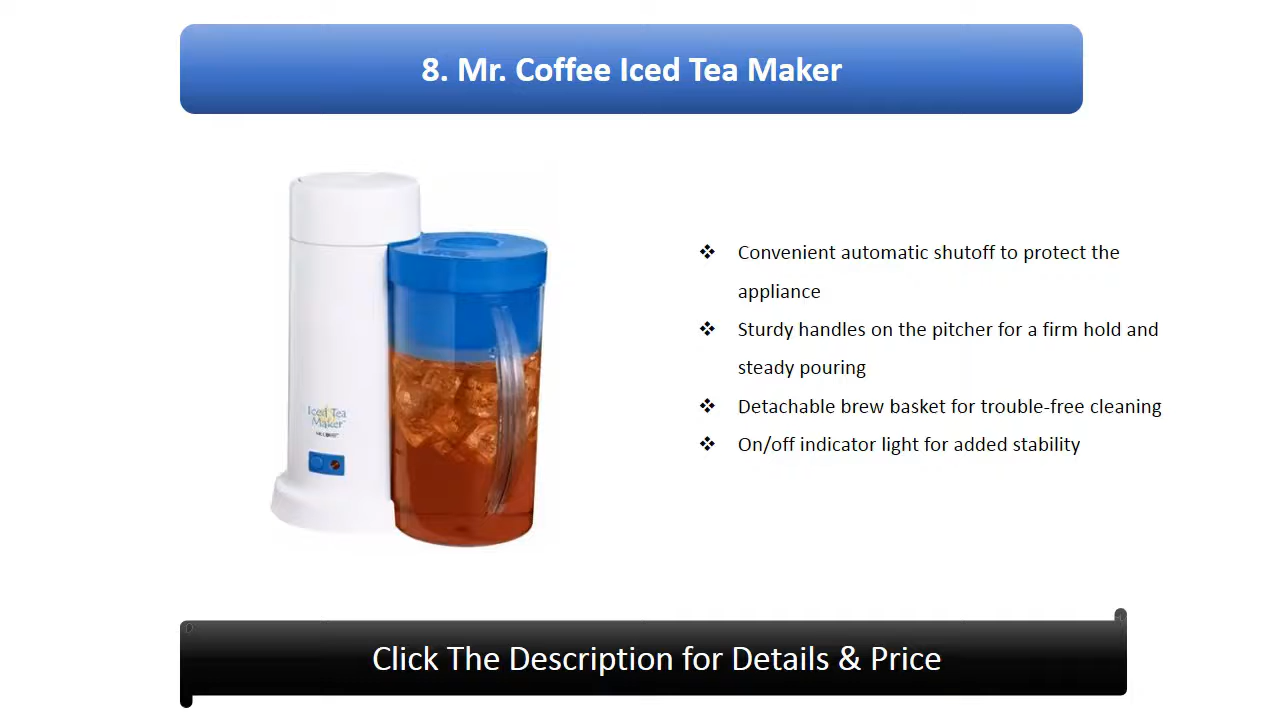 8. Mr. Coffee Iced Tea Maker
Convenient automatic shutoff to protect the
appliance
Sturdy handles on the pitcher for a firm hold and
steady pouring
Detachable brew basket for trouble-free cleaning
On/off indicator light for added stability
Iced Tea
Maker
Click The Description for Details & Price